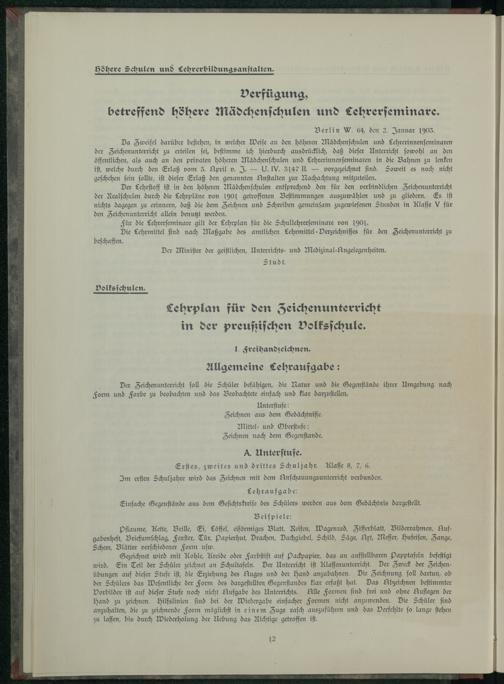 Höhere Schulen und Lehrerbildungsanstalten.
Verfügung,
betreffend höhere Mädchenschulen und Lehrerseminare.
Berlin W. 64, den 2. Januar 1903.
Da Zweifel darüber bestehen, in welcher Weise an den höheren Mädchenschulen und Lehrerinnenseminaren
der Zeichenunterricht zu erteilen sei, bestimme ich hierdurch ausdrücklich, daß dieser Unterricht sowohl an den
öffentlichen, als auch an den privaten höheren Mädchenschulen und Lehrerinnenseminaren in die Bahnen zu lenken
ist, welche durch den Erlaß vom 3. April v. J. — U. IV. 3147 II. — vorgezeichnet sind. Soweit es noch nicht
geschehen sein sollte, ist dieser Erlaß den genannten Anstalten zur Nachachtung mitzuteilen.
Der Lehrstoff ist in den höheren Mädchenschulen entsprechend den für den verbindlichen Zeichenunterricht
der Realschulen durch die Lehrpläne von 1901 getroffenen Bestimmungen auszuwählen und zu gliedern. Es ist
nichts dagegen zu erinnern, daß die dem Zeichnen und Schreiben gemeinsam zugewiesenen Stunden in Klasse V für
den Zeichenunterricht allein benutzt werden.
Für die Lehrerseminare gilt der Lehrplan für die Schullehrerseminare von 1901.
Die Lehrmittel sind nach Maßgabe des amtlichen Lehrmittel-Verzeichnisses für den Zeichenunterricht zu
beschaffen.
Der Minister der geistlichen, Unterrichts- und Medizinal-Angelegenheiten.
Studt.
Volksschulen.
Lehrplan für den Zeichenunterricht
in der preußischen Volksschule.
I. Freihandzeichnen.
Allgemeine Lehraufgabe:
Der Zeichenunterricht soll die Schüler befähigen, die Natur und die Gegenstände ihrer Umgebung nach
Form und Farbe zu beobachten und das Beobachtete einfach und klar darzustellen.
Unterstufe:
Zeichnen aus dem Gedächtnisse.
Mittel- und Oberstufe:
Zeichnen nach dem Gegenstande.
A. Unterstufe.
Erstes, zweites und drittes Schuljahr. Klasse 8, 7, 6.
Im ersten Schuljahre wird das Zeichnen mit dem Anschauungsunterricht verbunden.
Lehraufgabe:
Einfache Gegenstände aus dem Gesichtskreise des Schülers werden aus dem Gedächtnis dargestellt.
Beispiele:
Pflaume, Kette, Brille, Ei, Löffel, eiförmiges Blatt, Reifen, Wagenrad, Zifferblatt, Bilderrahmen, Auf-
gabenheft, Briefumschlag, Fenster, Tür, Papierhut, Drachen, Dachgiebel, Schild, Säge, Axt, Messer, Hufeisen, Zange,
Schere, Blätter verschiedener Form usw.
Gezeichnet wird mit Kohle, Kreide oder Farbstift auf Packpapier, das an aufstellbaren Papptafeln befestigt
wird. Ein Teil der Schüler zeichnet an Schultafeln. Der Unterricht ist Klassenunterricht. Der Zweck der Zeichen-
übungen auf dieser Stufe ist, die Erziehung des Auges und der Hand anzubahnen. Die Zeichnung soll dartun, ob
der Schüler das Wesentliche der Form des dargestellten Gegenstandes klar erfaßt hat. Das Abzeichnen bestimmter
Vorbilder ist auf dieser Stufe noch nicht Aufgabe des Unterrichts. Alle Formen sind frei und ohne Auflegen der
Hand zu zeichnen. Hilfslinien sind bei der Wiedergabe einfacher Formen nicht anzuwenden. Die Schüler sind
anzuhalten, die zu zeichnende Form möglichst in einem Zuge rasch auszuführen und das Verfehlte so lange stehen
zu lassen, bis durch Wiederholung der Uebung das Richtige getroffen ist.
12